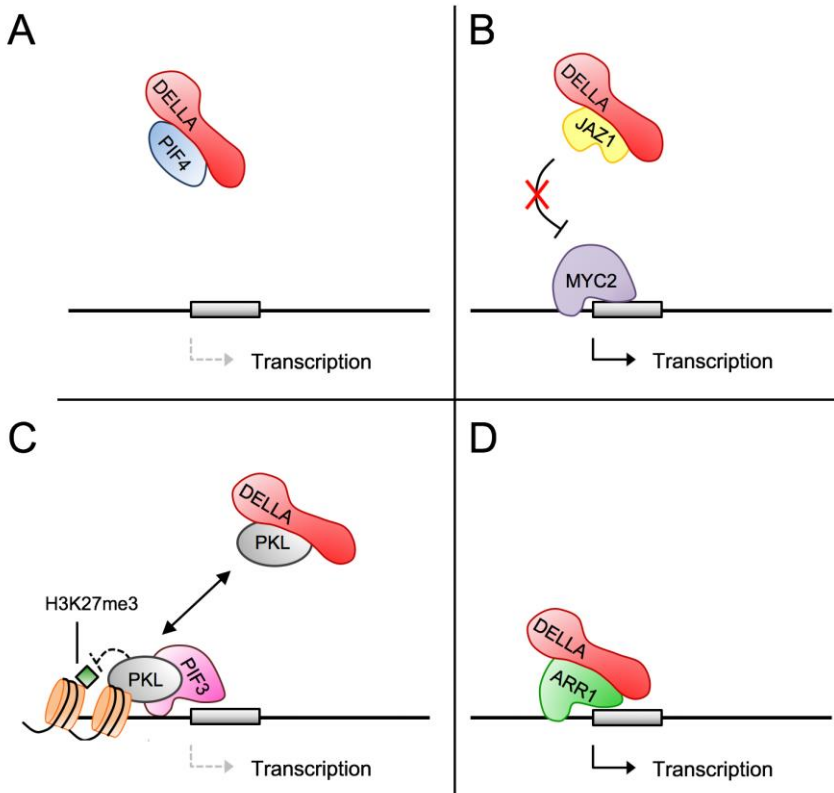 A
DELLA
PIF4
Transcription
B
DELLA
JAZ1
MYC2
Transcription
C
DELLA
PKL
H3K27me3
PKL
PIF3
Transcription
D
DELLA
ARR1
Transcription